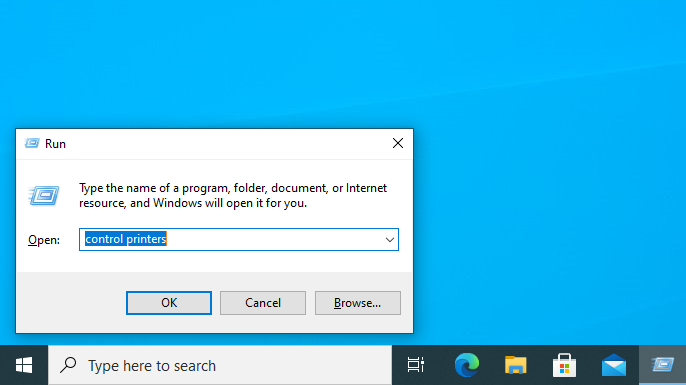 Run
Type the name of a program, folder, document, or Internet
resource, and Windows will open it for you.
Open:
control printers
OK
Cancel
Browse...
Type here to search